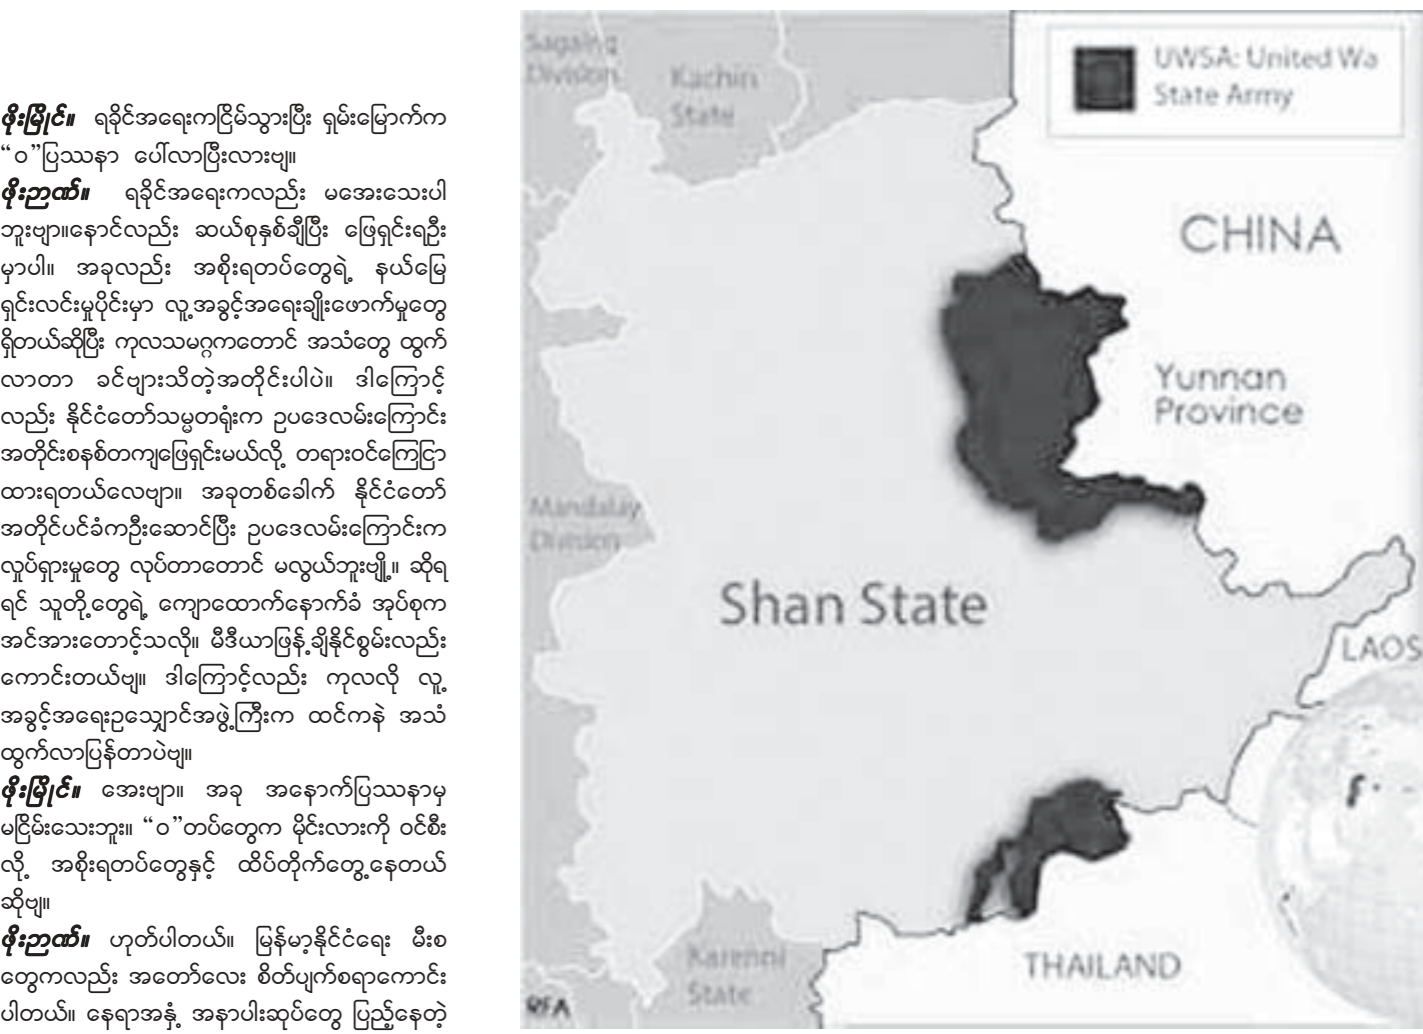 ဖိုးမြိုင်။ ရခိုင်အရေးကငြိမ်သွားပြီး ရှမ်းမြောက်က
“ဝ”ပြဿနာ ပေါ်လာပြီးလားဗျ။
ဖိုးဉာဏ်။ ရခိုင်အရေးကလည်း မအေးသေးပါ
ဘူးဗျာ။နောင်လည်း ဆယ်စုနှစ်ချီပြီး ဖြေရှင်းရဦး
မှာပါ။ အခုလည်း အစိုးရတပ်တွေရဲ့ နယ်မြေ
ရှင်းလင်းမှုပိုင်းမှာ လူ့အခွင့်အရေးချိုးဖောက်မှုတွေ
ရှိတယ်ဆိုပြီး ကုလသမဂ္ဂကတောင် အသံတွေ ထွက်
လာတာ ခင်ဗျားသိတဲ့အတိုင်းပါပဲ။ ဒါကြောင့်
လည်း နိုင်ငံတော်သမ္မတရုံးက ဥပဒေလမ်းကြောင်း
အတိုင်းစနစ်တကျဖြေရှင်းမယ်လို့ တရားဝင်ကြေငြာ
ထားရတယ်လေဗျာ။ အခုတစ်ခေါက် နိုင်ငံတော်
အတိုင်ပင်ခံကဦးဆောင်ပြီး ဥပဒေလမ်းကြောင်းက
လှုပ်ရှားမှုတွေ လုပ်တာတောင် မလွယ်ဘူးဗျို့။ ဆိုရ
ရင် သူတို့တွေရဲ့ ကျောထောက်နောက်ခံ အုပ်စုက
အင်အားတောင့်သလို။ မီဒီယာဖြန့်ချိနိုင်စွမ်းလည်း
ကောင်းတယ်ဗျ။ ဒါကြောင့်လည်း ကုလလို လူ့
အခွင့်အရေးဥသျှောင်အဖွဲ့ကြီးက ထင်ကနဲ အသံ
ထွက်လာပြန်တာပဲဗျ။
ဖိုးမြိုင်။ အေးဗျာ။ အခု အနောက်ပြဿနာမှ
မငြိမ်းသေးဘူး။ “ဝ”တပ်တွေက မိုင်းလားကို ဝင်စီး
လို့ အစိုးရတပ်တွေနှင့် ထိပ်တိုက်တွေ့နေတယ်
ဆိုဗျ။
ဖိုးဉာဏ်။ ဟုတ်ပါတယ်။ မြန်မာ့နိုင်ငံရေး မီးစ
တွေကလည်း အတော်လေး စိတ်ပျက်စရာကောင်း
ပါတယ်။ နေရာအနှံ့ အနာပါးဆုပ်တွေ ပြည့်နေတဲ့
Sagaing
Division
Kachin
State
UWSA: United Wa
State Army
CHINA
Yunnan
Province
Mandalay
Division
Shan State
LAOS
Karenni
State
THAILAND
RFA